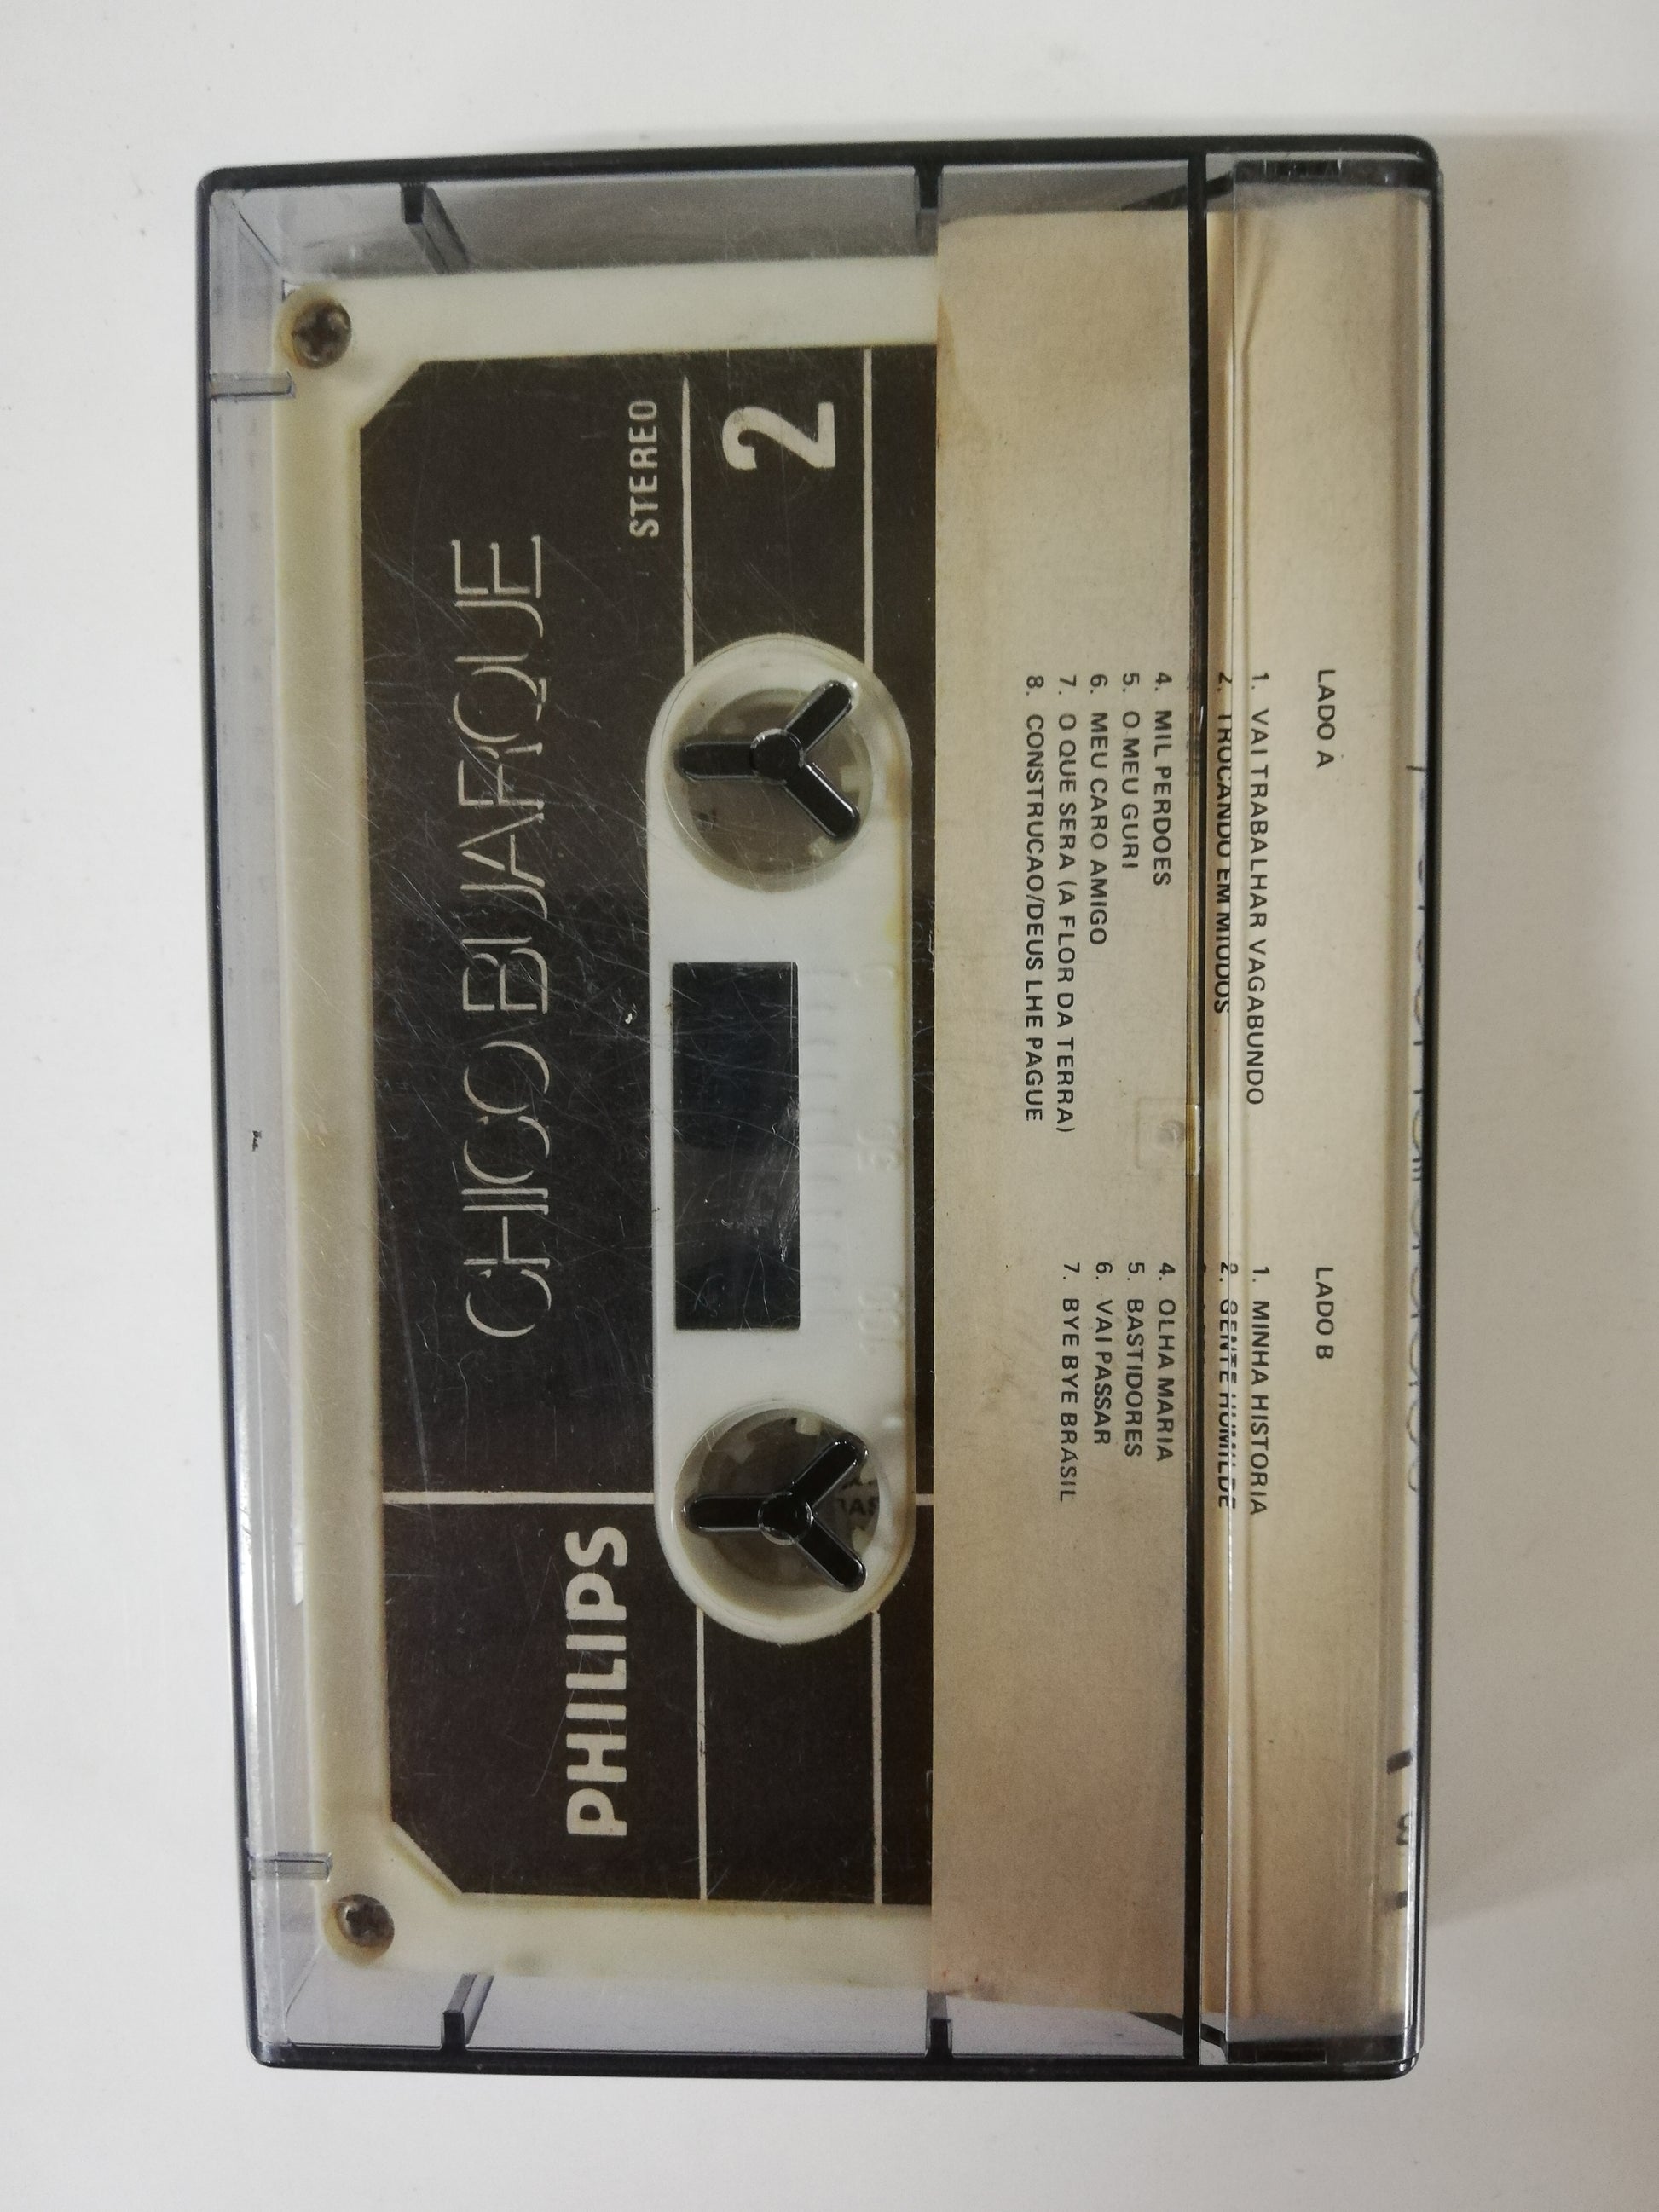 CHICO BUARQUE
STEREO
2
PHILIPS
LADO A
1. VAI TRABALHAR VAGABUNDO
2. TROCANDO EM MIUDOS
4. MIL PERDOES
5. O MEU GURI
6. MEU CARO AMIGO
7. O QUE SERA (A FLOR DA TERRA)
8. CONSTRUCAO/DEUS LHE PAGUE
LADO B
1. MINHA HISTORIA
2. GENTE HUMILDE
4. OLHA MARIA
5. BASTIDORES
6. VAI PASSAR
7. BYE BYE BRASIL